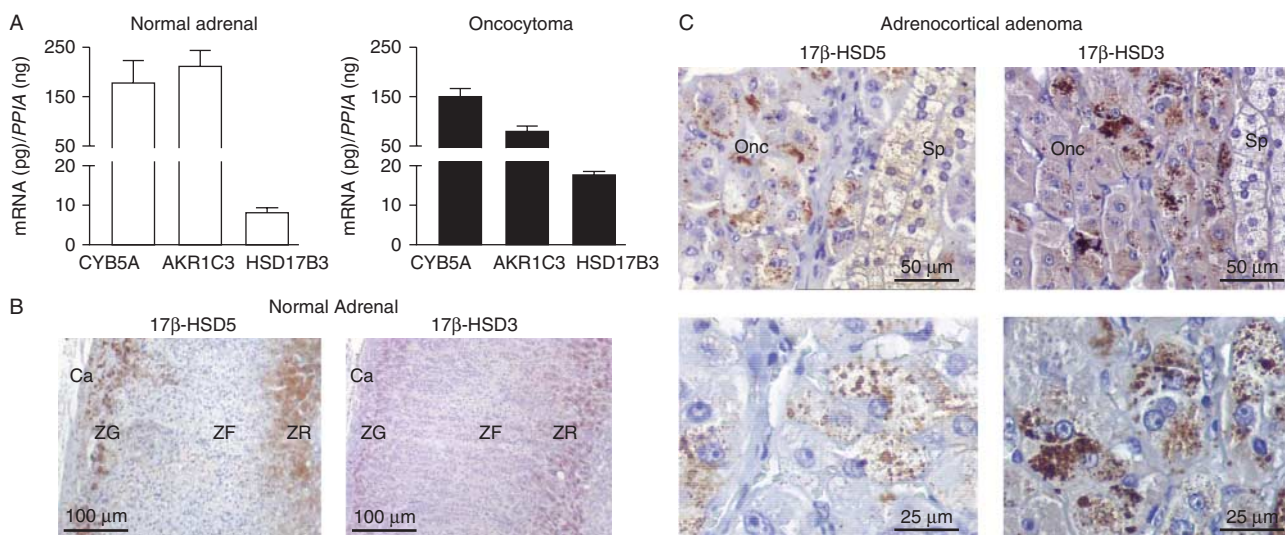 A
Normal adrenal
Oncocytoma
mRNA (pg)/PPIA (ng)
250
150
50
20
10
0
CYB5A AKR1C3 HSD17B3
mRNA (pg)/PPIA (ng)
250
150
50
20
10
0
CYB5A AKR1C3 HSD17B3
B
Normal Adrenal
17β-HSD5
17β-HSD3
Ca
ZG ZF ZR
100 μm
ZG ZF ZR
100 μm
C
Adrenocortical adenoma
17β-HSD5
17β-HSD3
Onc Sp
50 μm
Onc Sp
50 μm
25 μm
25 μm